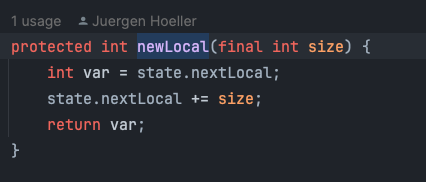 1 usage Juergen Hoeller
protected int newLocal(final int size) {
    int var = state.nextLocal;
    state.nextLocal += size;
    return var;
}